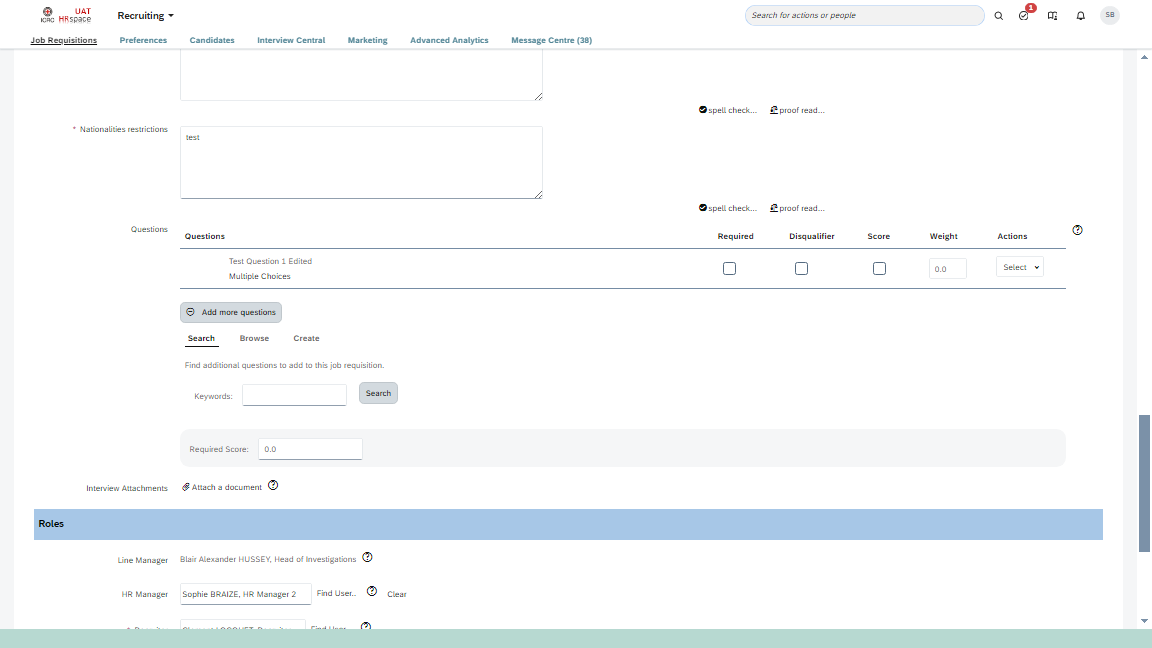 UAT
ICRC HRspace
Recruiting
Search for actions or people
1
SB
Job Requisitions
Preferences
Candidates
Interview Central
Marketing
Advanced Analytics
Message Centre (38)
spell check...
proof read...
* Nationalities restrictions
test
spell check...
proof read...
Questions
Questions
Required
Disqualifier
Score
Weight
Actions
Test Question 1 Edited
Multiple Choices
0.0
Select
Add more questions
Search
Browse
Create
Find additional questions to add to this job requisition.
Keywords:
Search
Required Score:
0.0
Interview Attachments
Attach a document
Roles
Line Manager
Blair Alexander HUSSEY, Head of Investigations
HR Manager
Sophie BRAIZE, HR Manager 2
Find User..
Clear